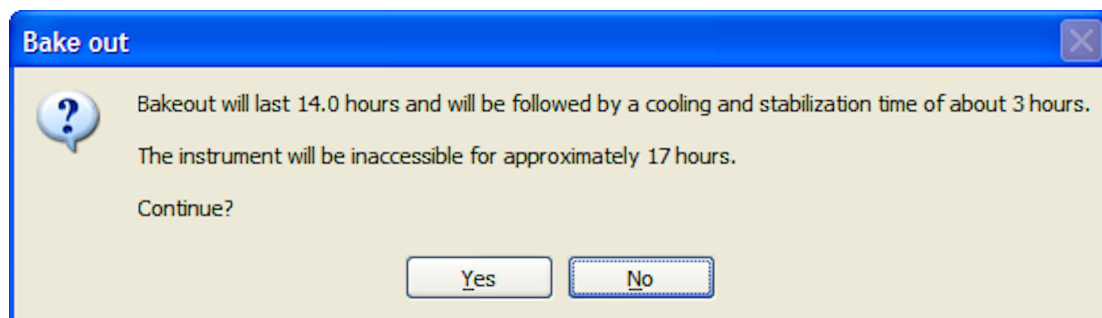 Bake out
Bakeout will last 14.0 hours and will be followed by a cooling and stabilization time of about 3 hours.
The instrument will be inaccessible for approximately 17 hours.
Continue?
Yes
No